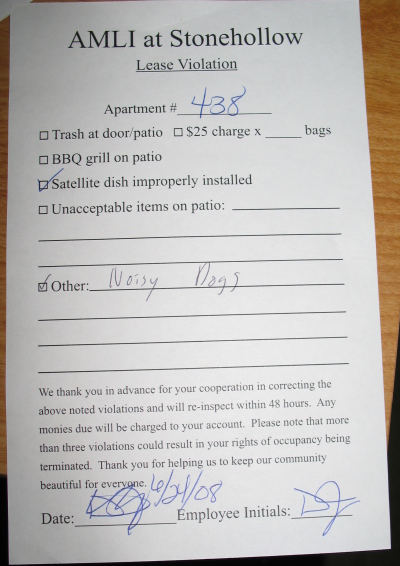 AMLI at Stonehollow
Lease Violation
Apartment # 438
☐ Trash at door/patio ☐ $25 charge x _____ bags
☐ BBQ grill on patio
☑ Satellite dish improperly installed
☐ Unacceptable items on patio:
☑ Other: Noisy Dogs
We thank you in advance for your cooperation in correcting the
above noted violations and will re-inspect within 48 hours. Any
monies due will be charged to your account. Please note that more
than three violations could result in your rights of occupancy being
terminated. Thank you for helping us to keep our community
beautiful for everyone.
Date: 6/24/08 Employee Initials: